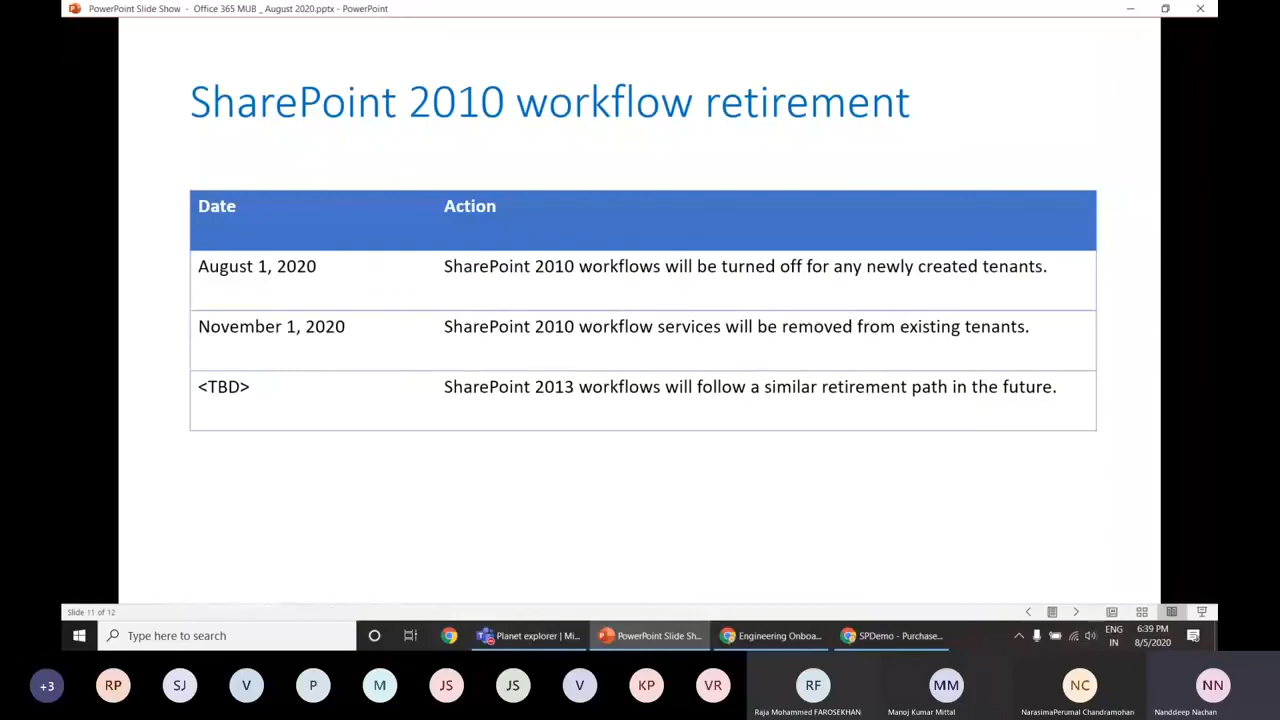 PowerPoint Slide Show - Office 365 MUB _ August 2020.pptx - PowerPoint
SharePoint 2010 workflow retirement
Date Action
August 1, 2020 SharePoint 2010 workflows will be turned off for any newly created tenants.
November 1, 2020 SharePoint 2010 workflow services will be removed from existing tenants.
<TBD> SharePoint 2013 workflows will follow a similar retirement path in the future.
Slide 11 of 12
Type here to search
Planet explorer | Mi...
PowerPoint Slide Sh...
Engineering Onboa...
SPDemo - Purchase...
ENG
IN
6:39 PM
8/5/2020
+3 RP SJ V P M JS JS V KP VR RF MM NC NN
Raja Mohammed FAROSEKHAN Manoj Kumar Mittal NarasimaPerumal Chandramohan Nanddeep Nachan